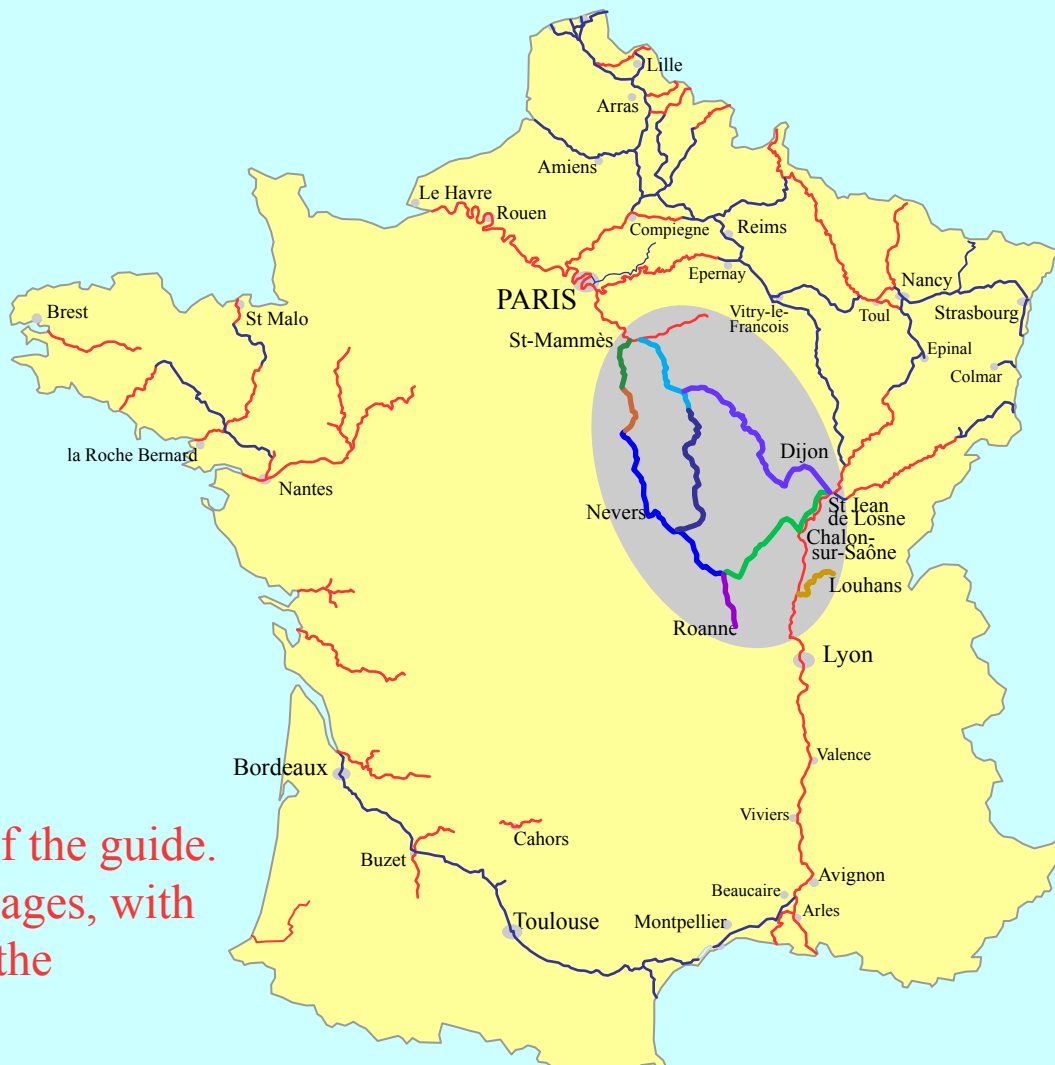 Lille
Arras
Amiens
Le Havre
Rouen
Compiegne
Reims
Epernay
PARIS
Nancy
Brest
St Malo
Vitry-le-
Francois
Toul
Strasbourg
St-Mammès
Epinal
Colmar
la Roche Bernard
Dijon
Nantes
Nevers
St Jean
de Losne
Chalon-
sur-Saône
Louhans
Roanne
Lyon
Valence
Bordeaux
Viviers
Cahors
Buzet
f the guide.
ages, with
the
Avignon
Beaucaire
Arles
Montpellier
Toulouse